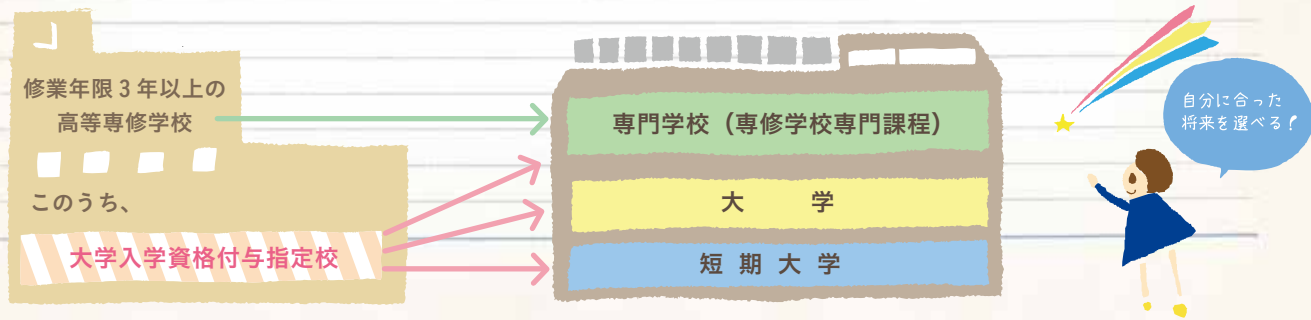 修業年限3年以上の
高等専修学校
このうち、
大学入学資格付与指定校
専門学校（専修学校専門課程）
大学
短期大学
自分に合った
将来を選べる！